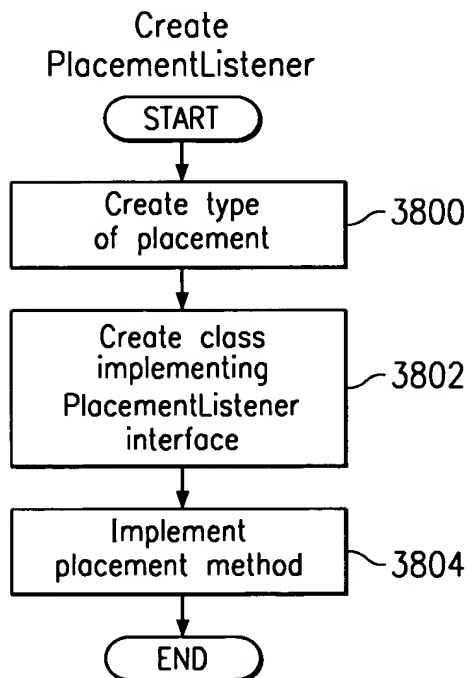 Create
PlacementListener
START
Create type
of placement
3800
Create class
implementing
PlacementListener
interface
3802
Implement
placement method
3804
END